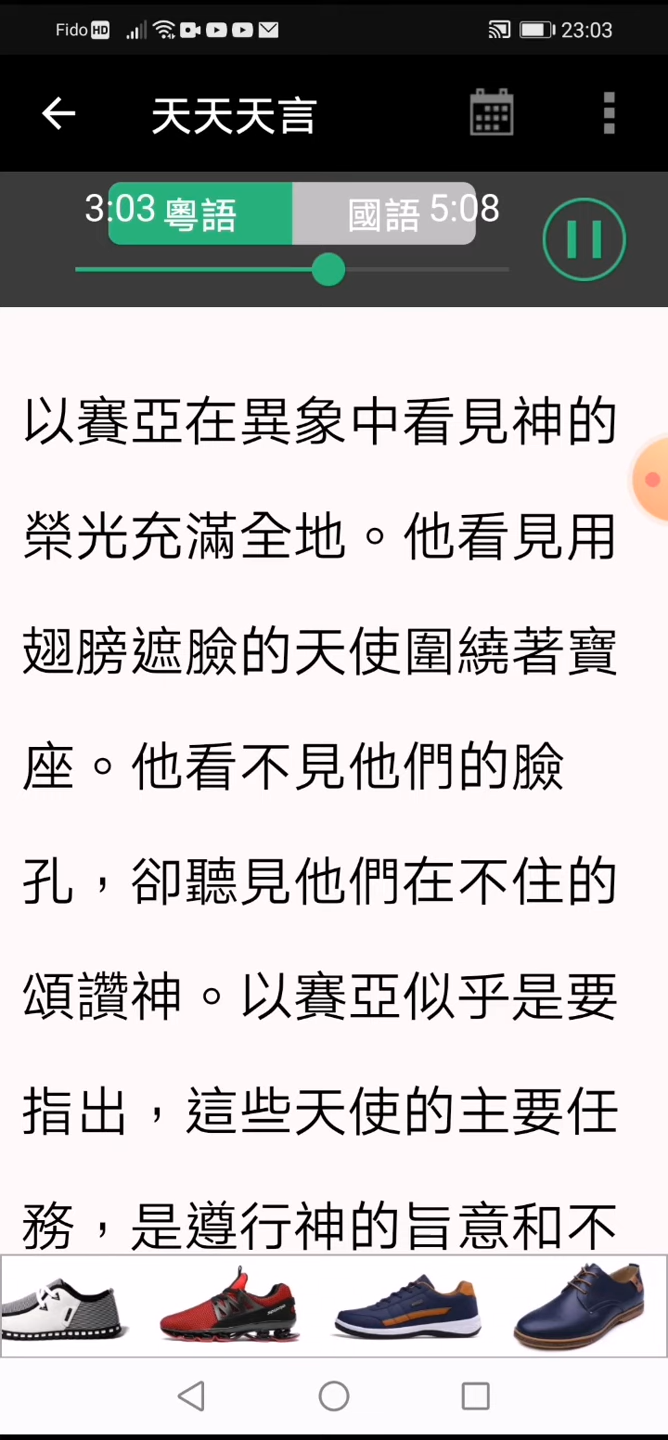 Fido HD 23:03
天天天言
3:03 粵語 國語 5:08
以賽亞在異象中看見神的
榮光充滿全地。他看見用
翅膀遮臉的天使圍繞著寶
座。他看不見他們的臉
孔，卻聽見他們在不住的
頌讚神。以賽亞似乎是要
指出，這些天使的主要任
務，是遵行神的旨意和不